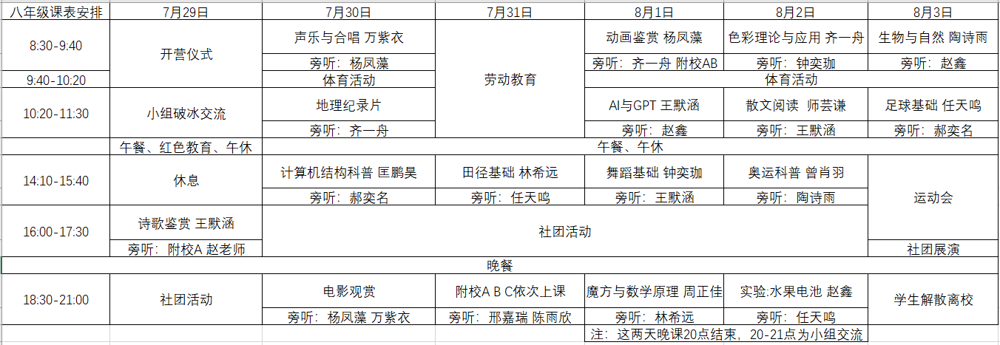 八年级课表安排 7月29日 7月30日 7月31日 8月1日 8月2日 8月3日
8:30-9:40 开营仪式 声乐与合唱 万紫衣 劳动教育 动画鉴赏 杨凤藻 色彩理论与应用 齐一舟 生物与自然 陶诗雨
旁听：杨凤藻 旁听：齐一舟 附校AB 旁听：钟奕珈 旁听：赵鑫
9:40-10:20 体育活动 体育活动
10:20-11:30 小组破冰交流 地理纪录片 AI与GPT 王默涵 散文阅读 师芸谦 足球基础 任天鸣
旁听：齐一舟 旁听：赵鑫 旁听：王默涵 旁听：郝奕名
午餐、红色教育、午休 午餐、午休
14:10-15:40 休息 计算机结构科普 匡鹏昊 田径基础 林希远 舞蹈基础 钟奕珈 奥运科普 曾肖羽 运动会
旁听：郝奕名 旁听：任天鸣 旁听：王默涵 旁听：陶诗雨
16:00-17:30 诗歌鉴赏 王默涵 社团活动
旁听：附校A 赵老师 社团展演
晚餐
18:30-21:00 社团活动 电影观赏 附校A B C依次上课 魔方与数学原理 周正佳 实验:水果电池 赵鑫 学生解散离校
旁听：杨凤藻 万紫衣 旁听：邢嘉瑞 陈雨欣 旁听：林希远 旁听：任天鸣
注：这两天晚课20点结束，20-21点为小组交流